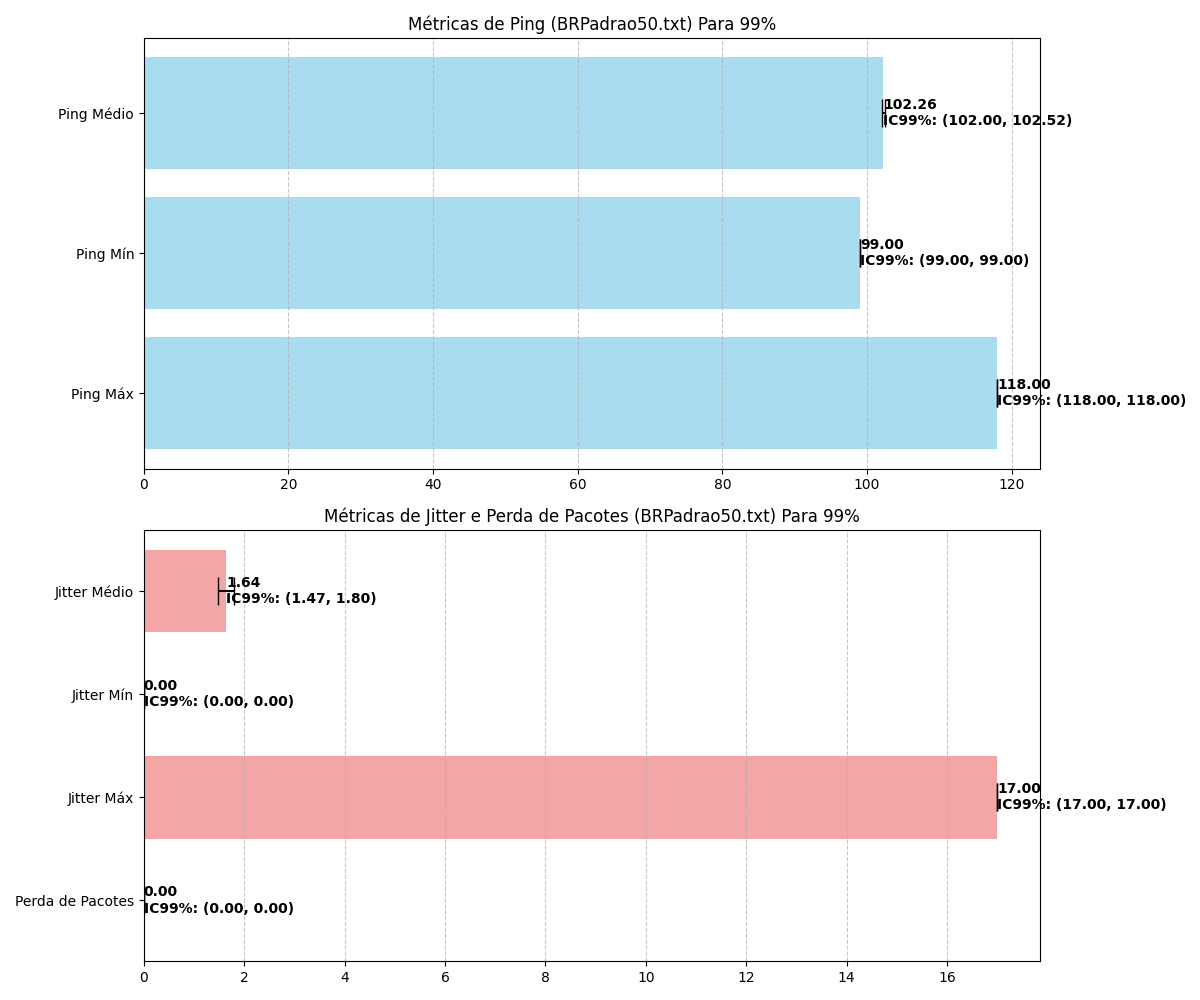 Métricas de Ping (BRPadrao50.txt) Para 99%
Ping Médio
102.26
IC99%: (102.00, 102.52)
Ping Mín
99.00
IC99%: (99.00, 99.00)
Ping Máx
118.00
IC99%: (118.00, 118.00)
0 20 40 60 80 100 120
Métricas de Jitter e Perda de Pacotes (BRPadrao50.txt) Para 99%
Jitter Médio
1.64
IC99%: (1.47, 1.80)
Jitter Mín
0.00
IC99%: (0.00, 0.00)
Jitter Máx
17.00
IC99%: (17.00, 17.00)
Perda de Pacotes
0.00
IC99%: (0.00, 0.00)
0 2 4 6 8 10 12 14 16